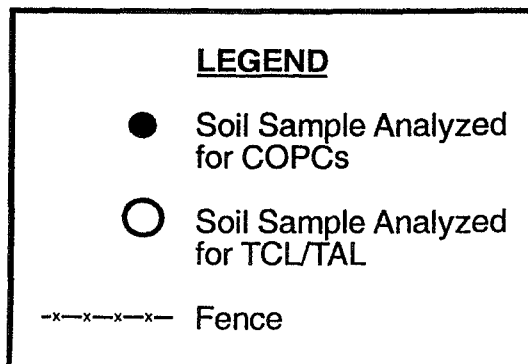 LEGEND
Soil Sample Analyzed
for COPCs
Soil Sample Analyzed
for TCL/TAL
-x—x—x—x— Fence